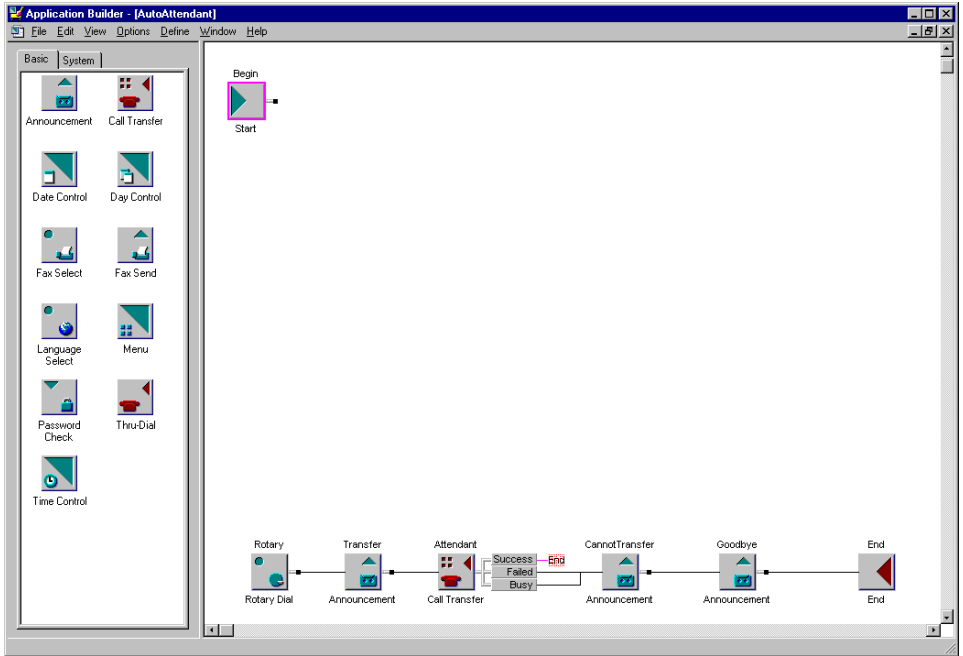 Application Builder - [AutoAttendant]
File Edit View Options Define Window Help
Basic System
Announcement Call Transfer
Date Control Day Control
Fax Select Fax Send
Language Select Menu
Password Check Thru-Dial
Time Control
Begin
Start
Rotary Transfer Attendant CannotTransfer Goodbye End
Success End
Failed
Busy
Rotary Dial Announcement Call Transfer Announcement Announcement End